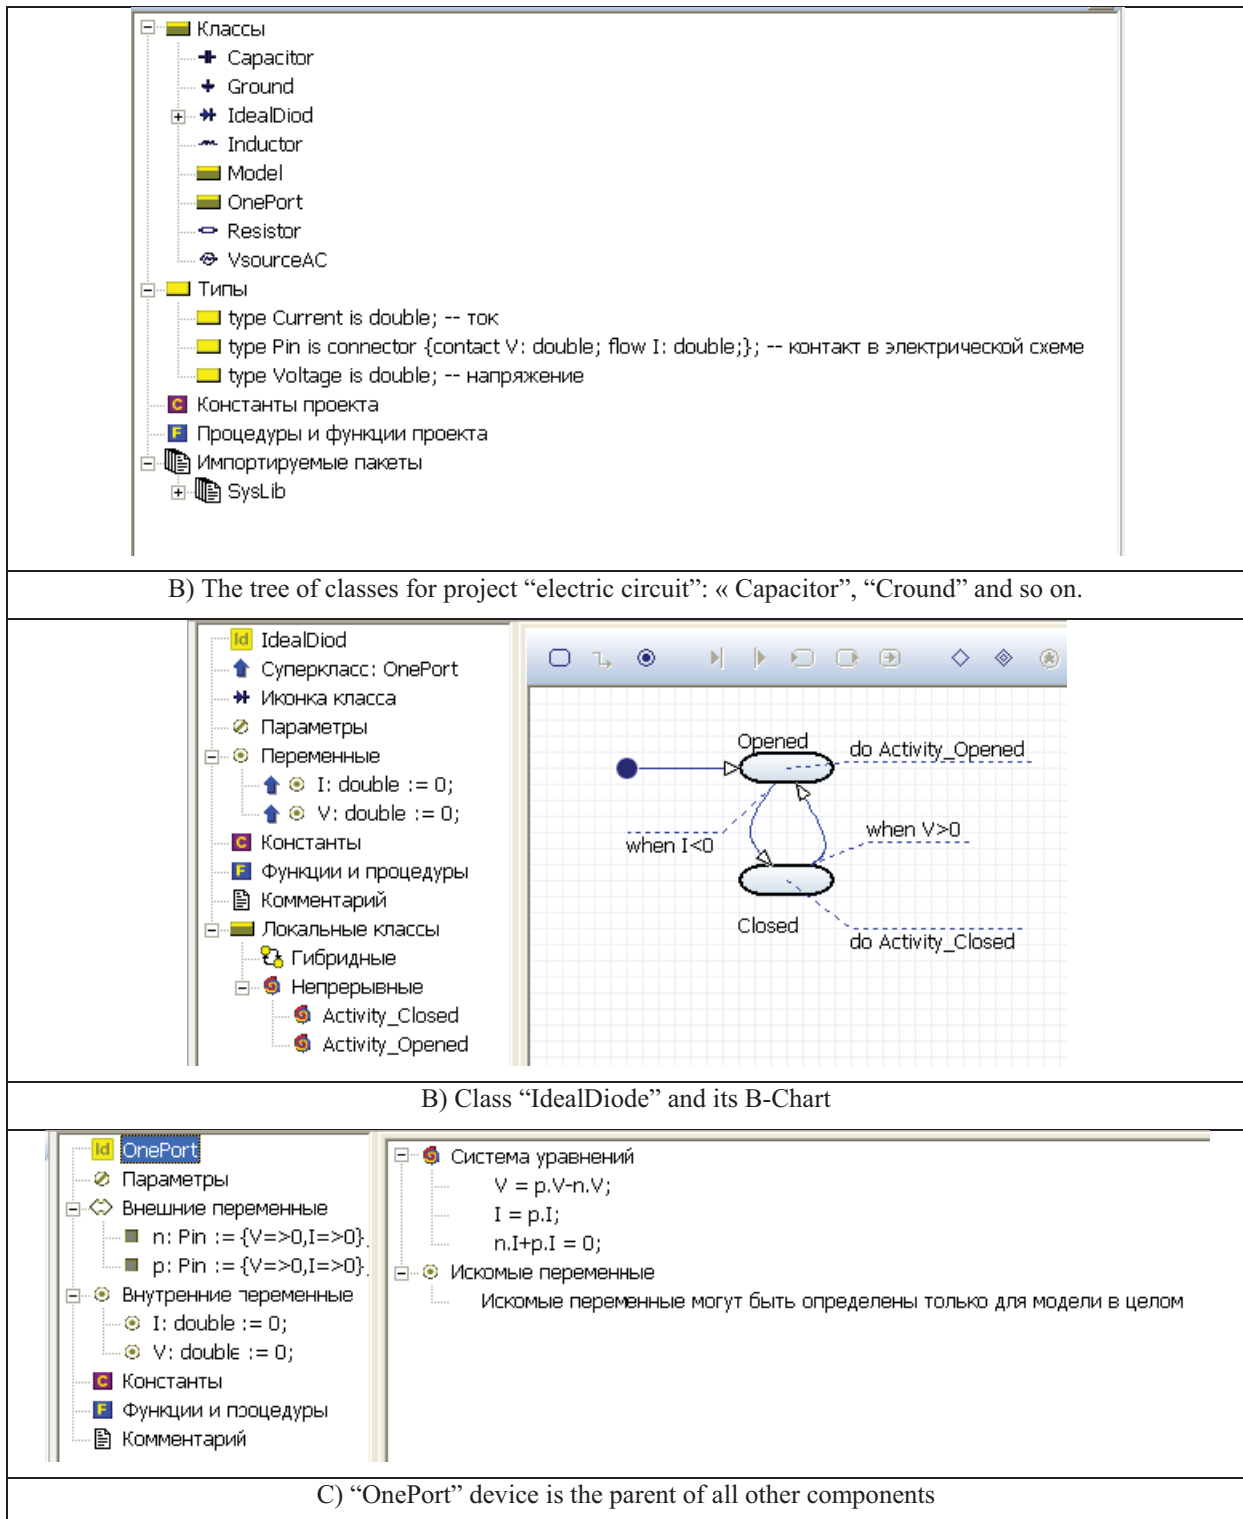 Классы
Capacitor
Ground
IdealDiod
Inductor
Model
OnePort
Resistor
VsourceAC
Типы
type Current is double; -- ток
type Pin is connector {contact V: double; flow I: double;}; -- контакт в электрической схеме
type Voltage is double; -- напряжение
C Константы проекта
F Процедуры и функции проекта
Импортируемые пакеты
SysLib
B) The tree of classes for project “electric circuit”: « Capacitor”, “Cround” and so on.
Id IdealDiod
Суперкласс: OnePort
Иконка класса
Параметры
Переменные
I: double := 0;
V: double := 0;
C Константы
F Функции и процедуры
Комментарий
Локальные классы
Гибридные
Непрерывные
Activity_Closed
Activity_Opened
Opened
do Activity_Opened
when I<0
when V>0
Closed
do Activity_Closed
B) Class “IdealDiode” and its B-Chart
Id OnePort
Параметры
Внешние переменные
n: Pin := {V=>0,I=>0}
p: Pin := {V=>0,I=>0}
Внутренние переменные
I: double := 0;
V: double := 0;
C Константы
F Функции и процедуры
Комментарий
Система уравнений
V = p.V-n.V;
I = p.I;
n.I+p.I = 0;
Искомые переменные
Искомые переменные могут быть определены только для модели в целом
C) “OnePort” device is the parent of all other components